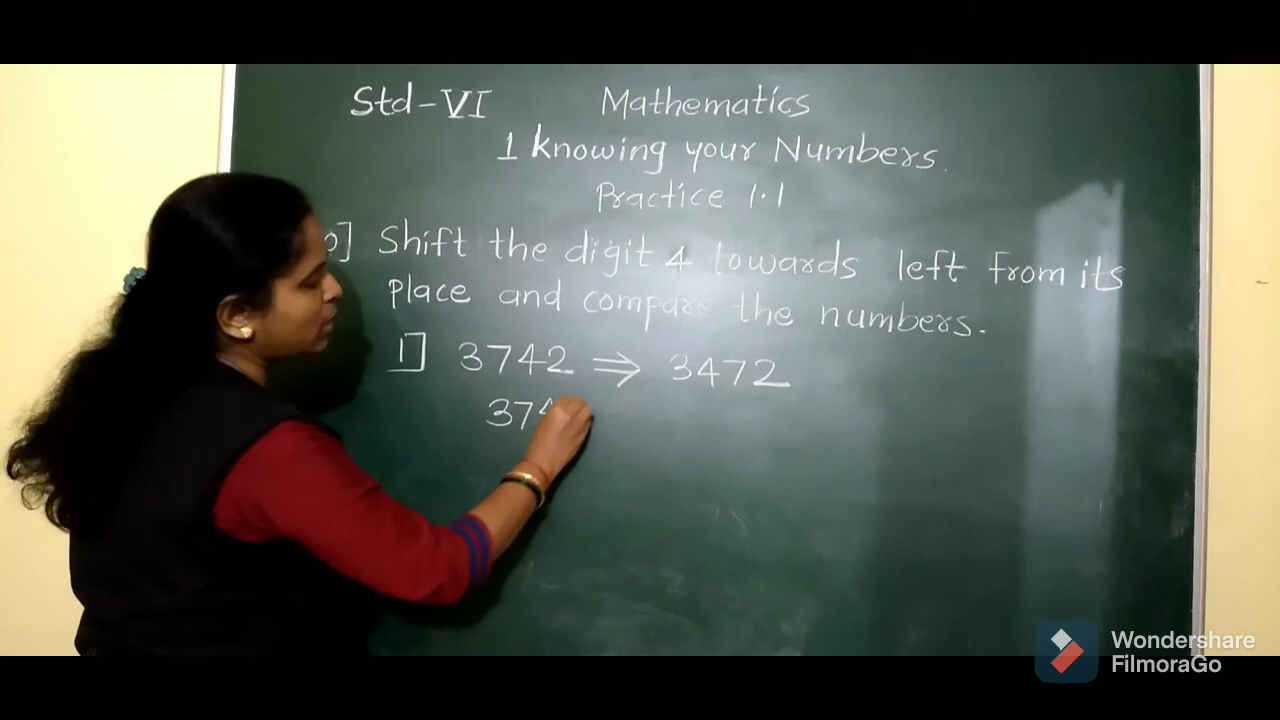 Std-VI Mathematics
1 Knowing your Numbers.
Practice 1.1
] Shift the digit 4 towards left from its
place and compare the numbers.
1] 3742 ⇒ 3472
374
Wondershare
FilmoraGo